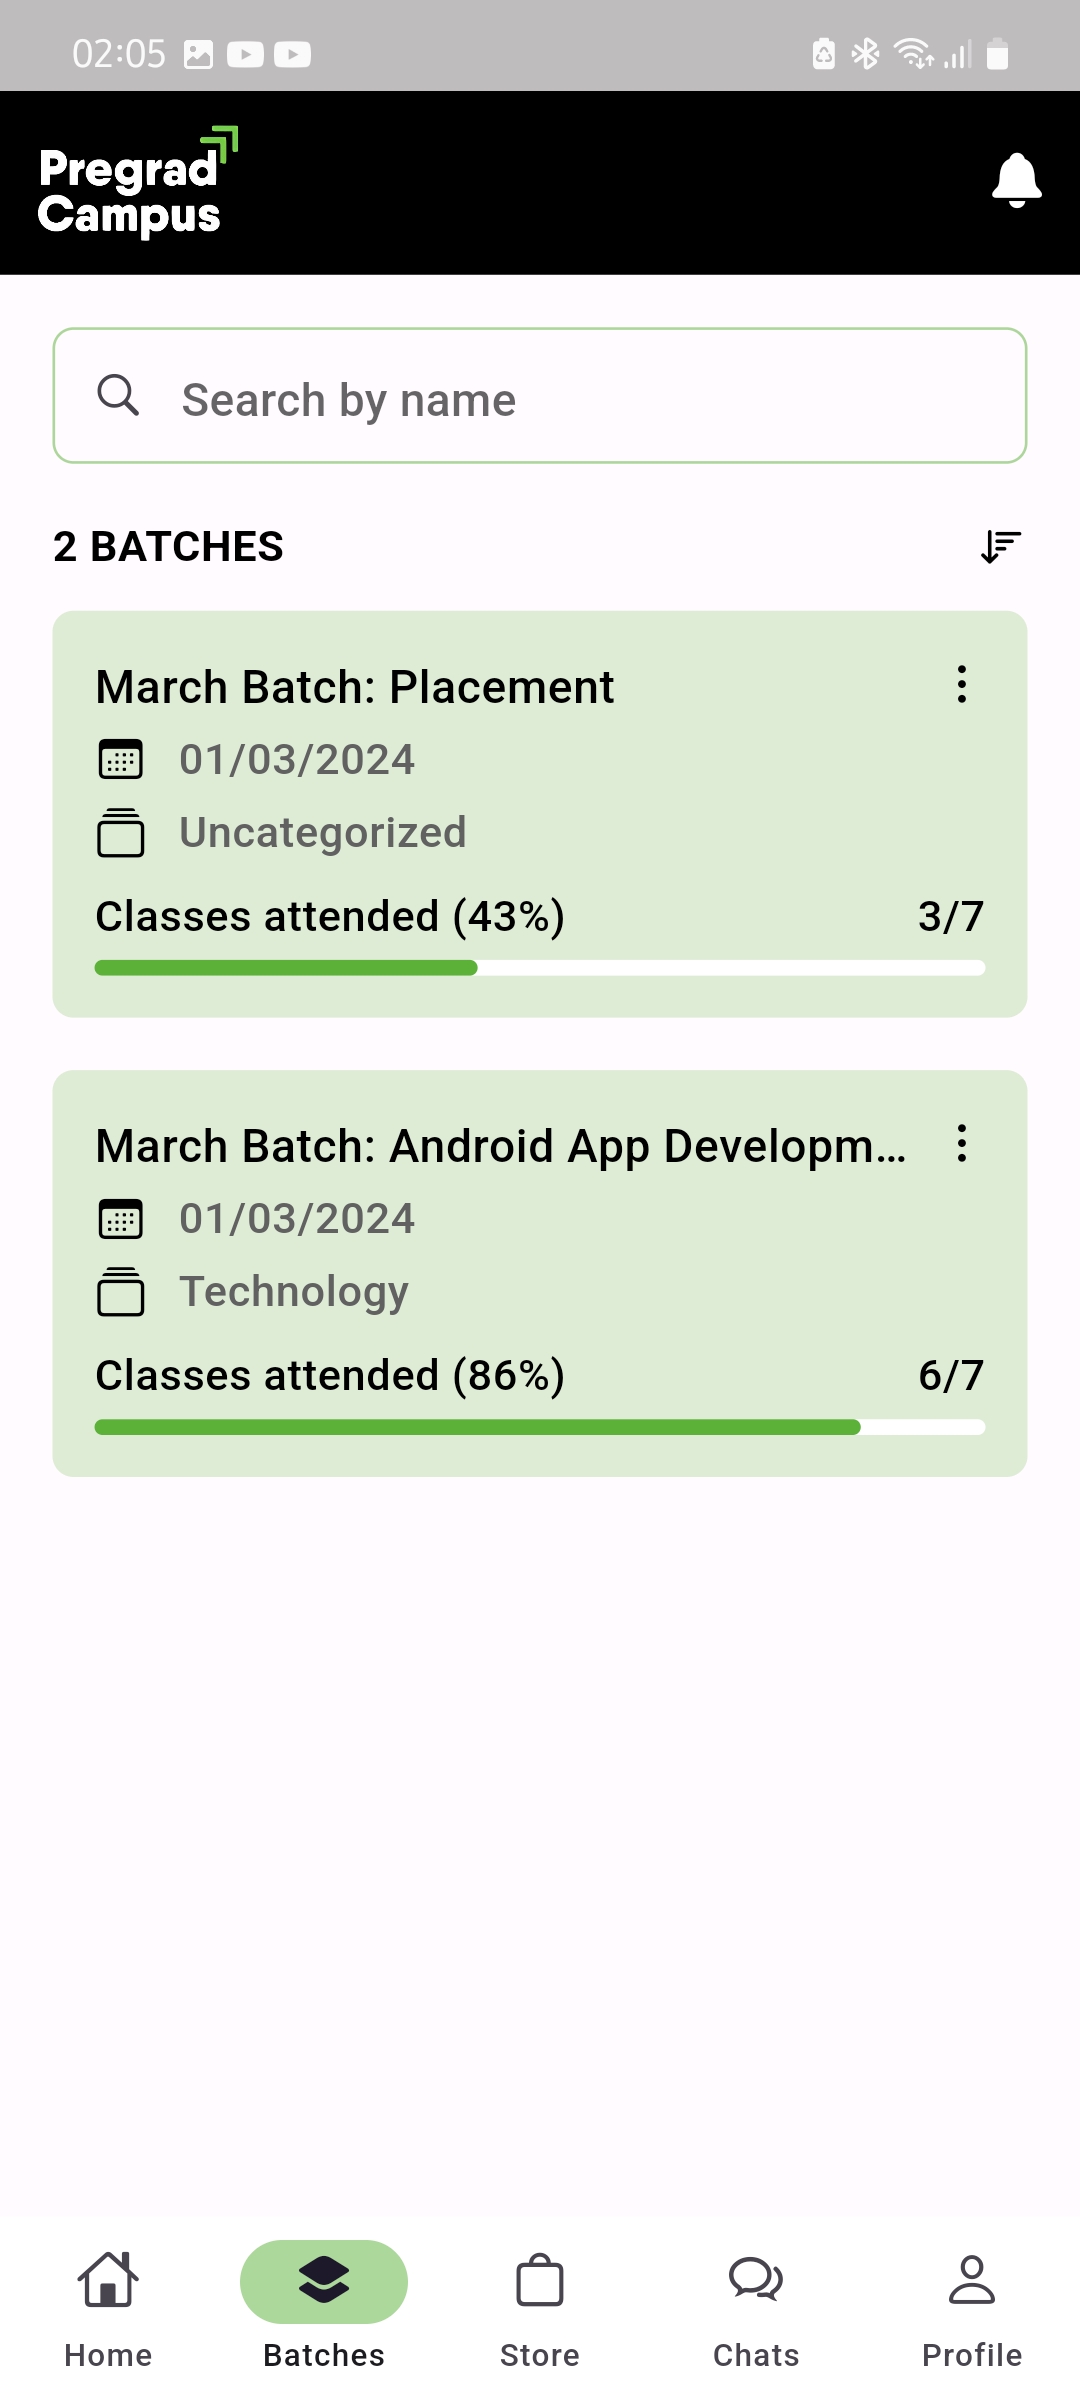 02:05
Pregrad
Campus
Search by name
2 BATCHES
March Batch: Placement
01/03/2024
Uncategorized
Classes attended (43%) 3/7
March Batch: Android App Developm...
01/03/2024
Technology
Classes attended (86%) 6/7
Home Batches Store Chats Profile